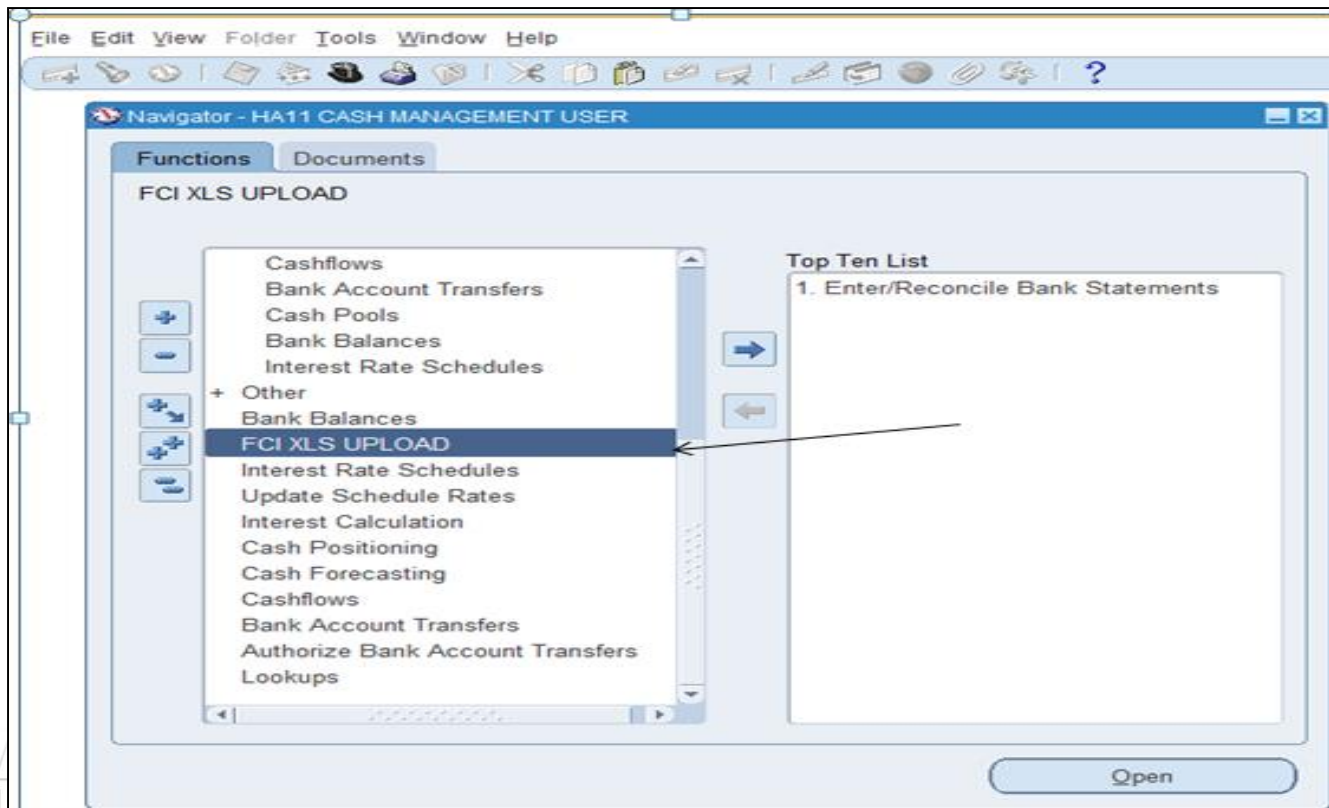 File Edit View Folder Tools Window Help
?
Navigator - HA11 CASH MANAGEMENT USER
Functions Documents
FCI XLS UPLOAD
Cashflows
Bank Account Transfers
Cash Pools
Bank Balances
Interest Rate Schedules
+ Other
Bank Balances
FCI XLS UPLOAD
Interest Rate Schedules
Update Schedule Rates
Interest Calculation
Cash Positioning
Cash Forecasting
Cashflows
Bank Account Transfers
Authorize Bank Account Transfers
Lookups
Top Ten List
1. Enter/Reconcile Bank Statements
Open